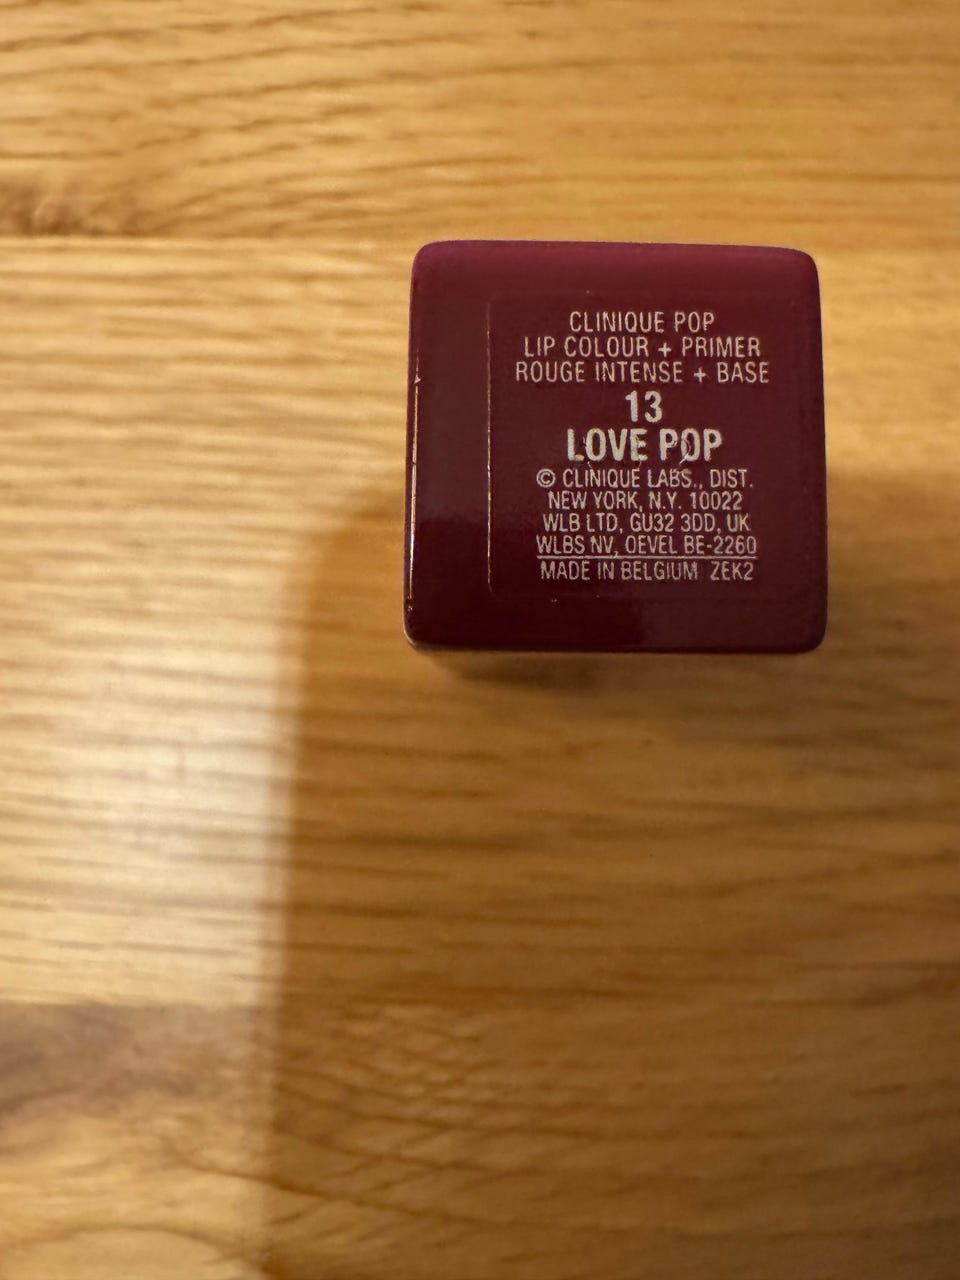 CLINIQUE POP
LIP COLOUR + PRIMER
ROUGE INTENSE + BASE
13
LOVE POP
© CLINIQUE LABS., DIST.
NEW YORK, N.Y. 10022
WLB LTD, GU32 3DD, UK
WLBS NV, OEVEL BE-2260
MADE IN BELGIUM ZEK2